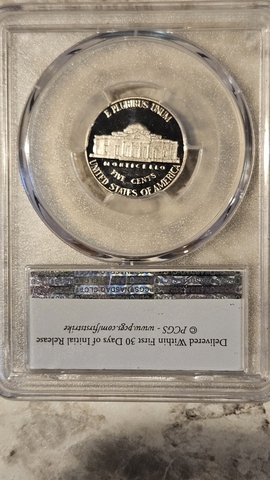 E PLURIBUS UNUM
MONTICELLO
FIVE CENTS
UNITED STATES OF AMERICA
Delivered Within First 30 Days of Initial Release
© PCGS - www.pcgs.com/firststrike